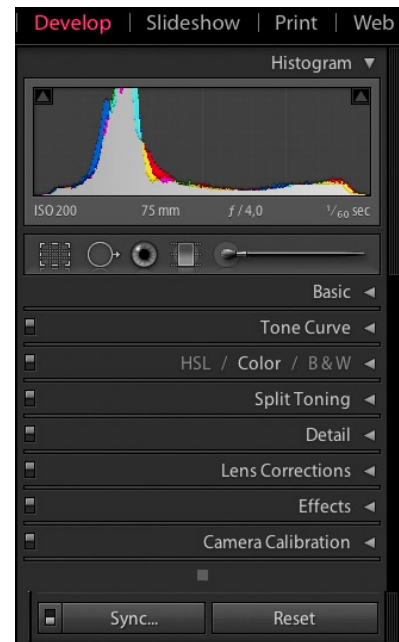 Develop | Slideshow | Print | Web
Histogram
ISO 200 75 mm ƒ / 4,0 1/60 sec
Basic
Tone Curve
HSL / Color / B & W
Split Toning
Detail
Lens Corrections
Effects
Camera Calibration
Sync... Reset